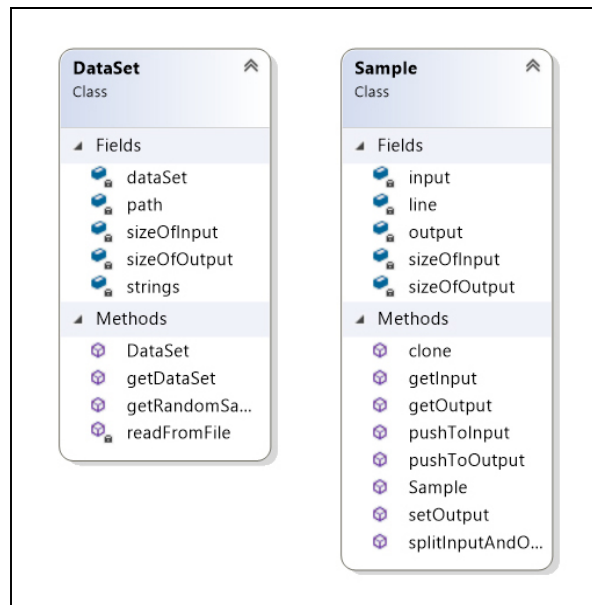 DataSet
Class
Fields
dataSet
path
sizeOfInput
sizeOfOutput
strings
Methods
DataSet
getDataSet
getRandomSa...
readFromFile
Sample
Class
Fields
input
line
output
sizeOfInput
sizeOfOutput
Methods
clone
getInput
getOutput
pushToInput
pushToOutput
Sample
setOutput
splitInputAndO...